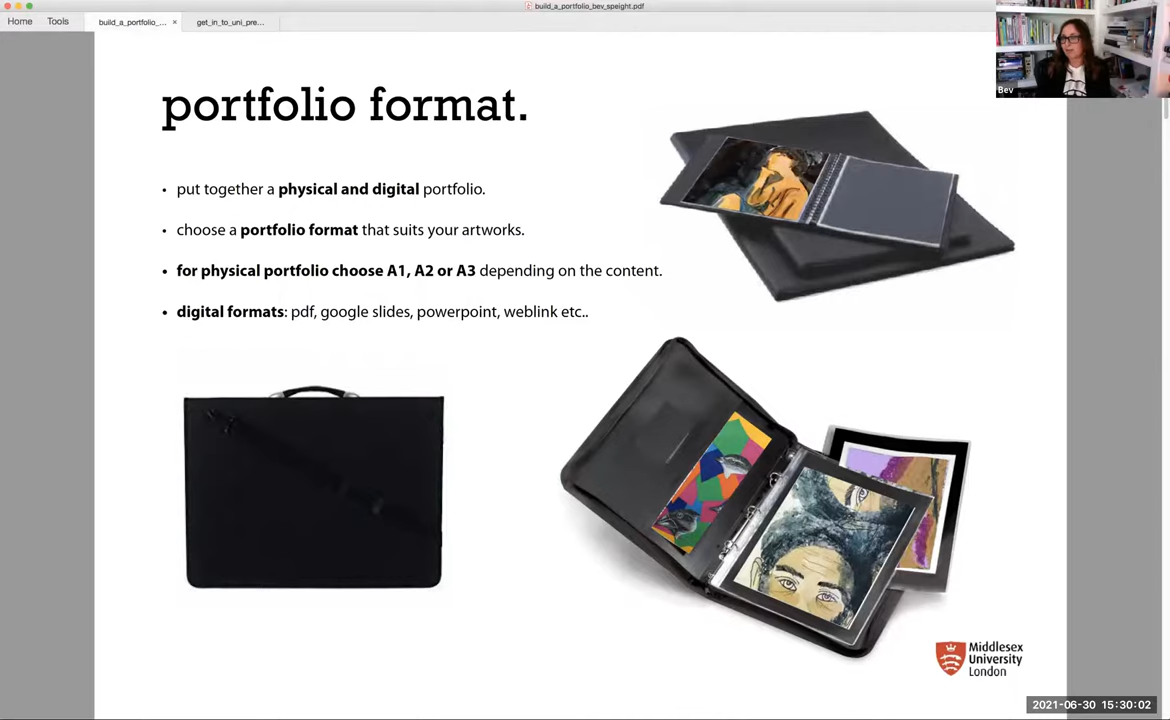 build_a_portfolio_bev_speight.pdf
Home Tools build_a_portfolio_... × get_in_to_uni_pre...
Bev
portfolio format.
• put together a physical and digital portfolio.
• choose a portfolio format that suits your artworks.
• for physical portfolio choose A1, A2 or A3 depending on the content.
• digital formats: pdf, google slides, powerpoint, weblink etc..
Middlesex
University
London
2021-06-30 15:30:02